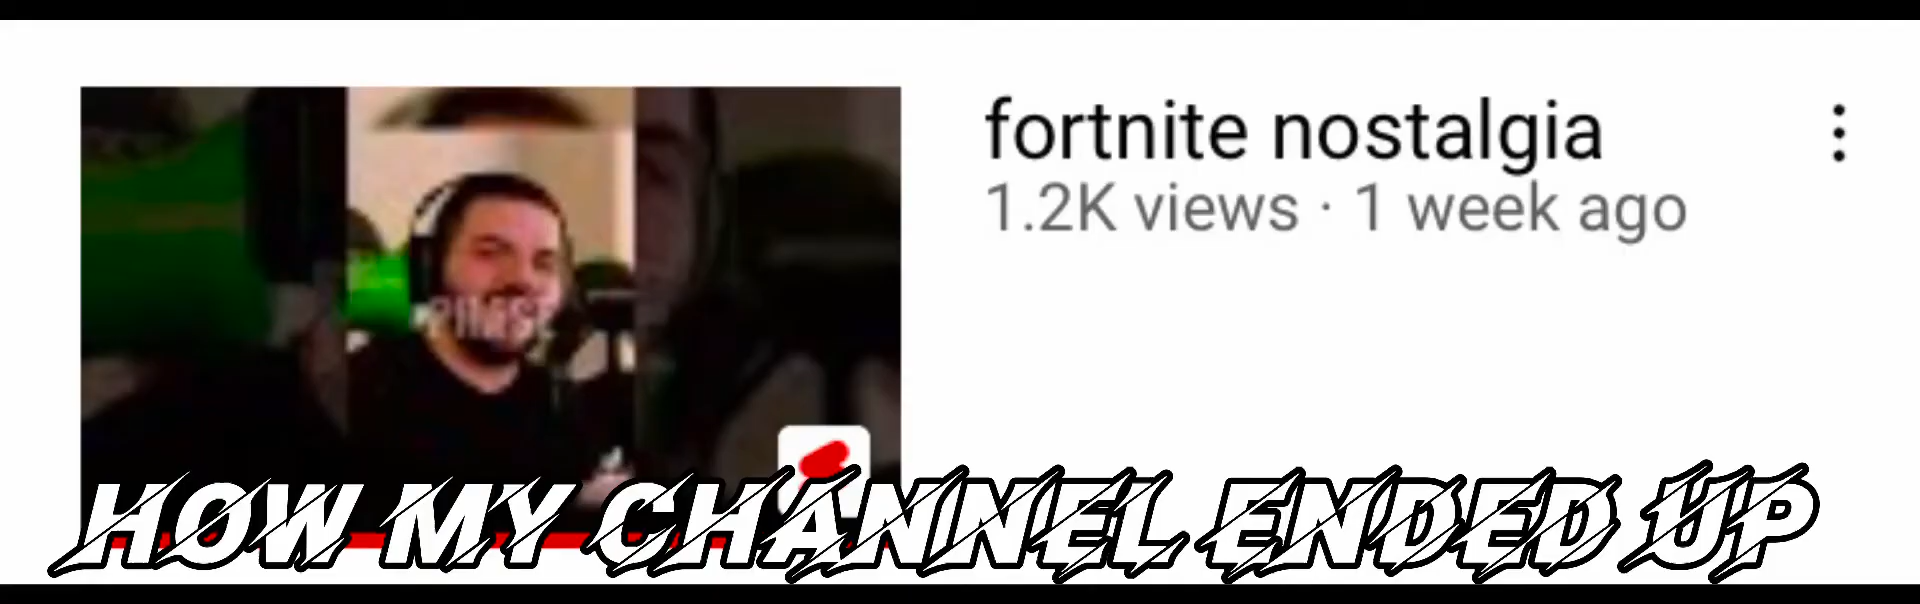 fortnite nostalgia
1.2K views · 1 week ago
HOW MY CHANNEL ENDED UP